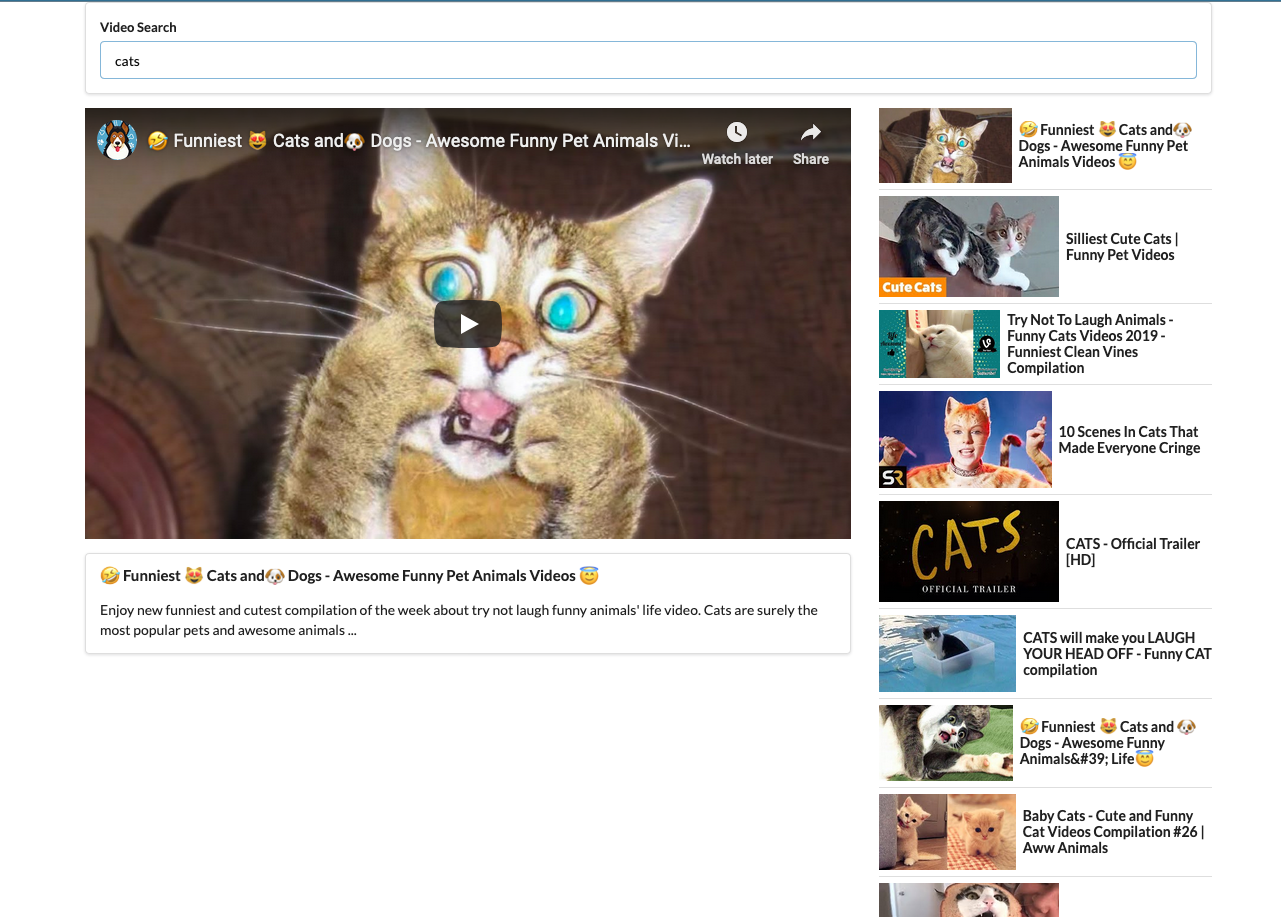 Video Search
cats
🤣 Funniest 😻 Cats and🐶 Dogs - Awesome Funny Pet Animals Vi...
Watch later
Share
🤣 Funniest 😻 Cats and🐶 Dogs - Awesome Funny Pet Animals Videos 😇
Enjoy new funniest and cutest compilation of the week about try not laugh funny animals' life video. Cats are surely the
most popular pets and awesome animals ...
🤣 Funniest 😻 Cats and🐶
Dogs - Awesome Funny Pet
Animals Videos 😇
Cute Cats
Silliest Cute Cats |
Funny Pet Videos
Try Not To Laugh Animals -
Funny Cats Videos 2019 -
Funniest Clean Vines
Compilation
SR
10 Scenes In Cats That
Made Everyone Cringe
CATS
OFFICIAL TRAILER
CATS - Official Trailer
[HD]
CATS will make you LAUGH
YOUR HEAD OFF - Funny CAT
compilation
🤣 Funniest 😻 Cats and 🐶
Dogs - Awesome Funny
Animals&#39; Life😇
Baby Cats - Cute and Funny
Cat Videos Compilation #26 |
Aww Animals